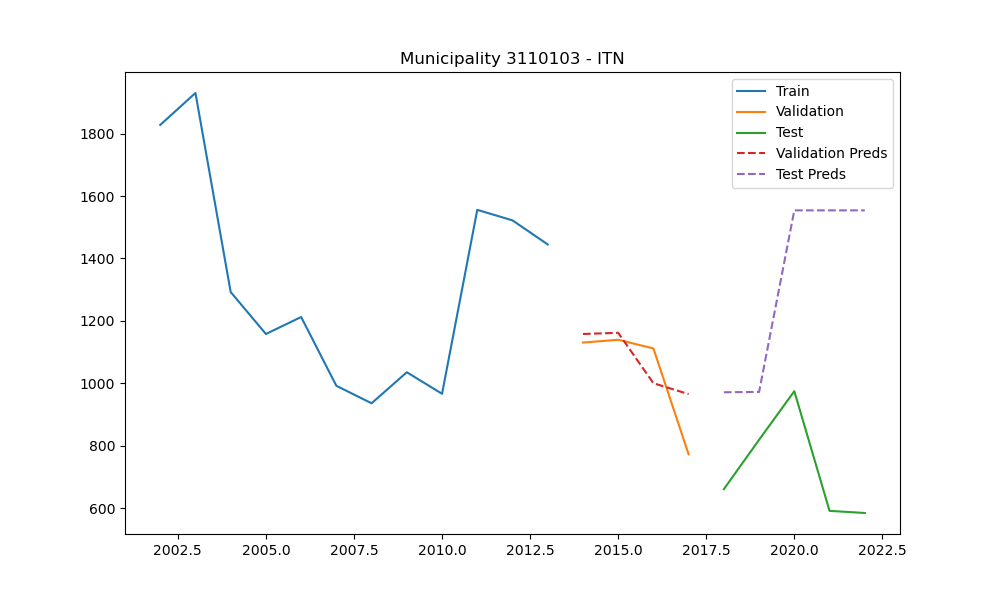 Municipality 3110103 - ITN
Train
Validation
Test
Validation Preds
Test Preds
1800
1600
1400
1200
1000
800
600
2002.5 2005.0 2007.5 2010.0 2012.5 2015.0 2017.5 2020.0 2022.5